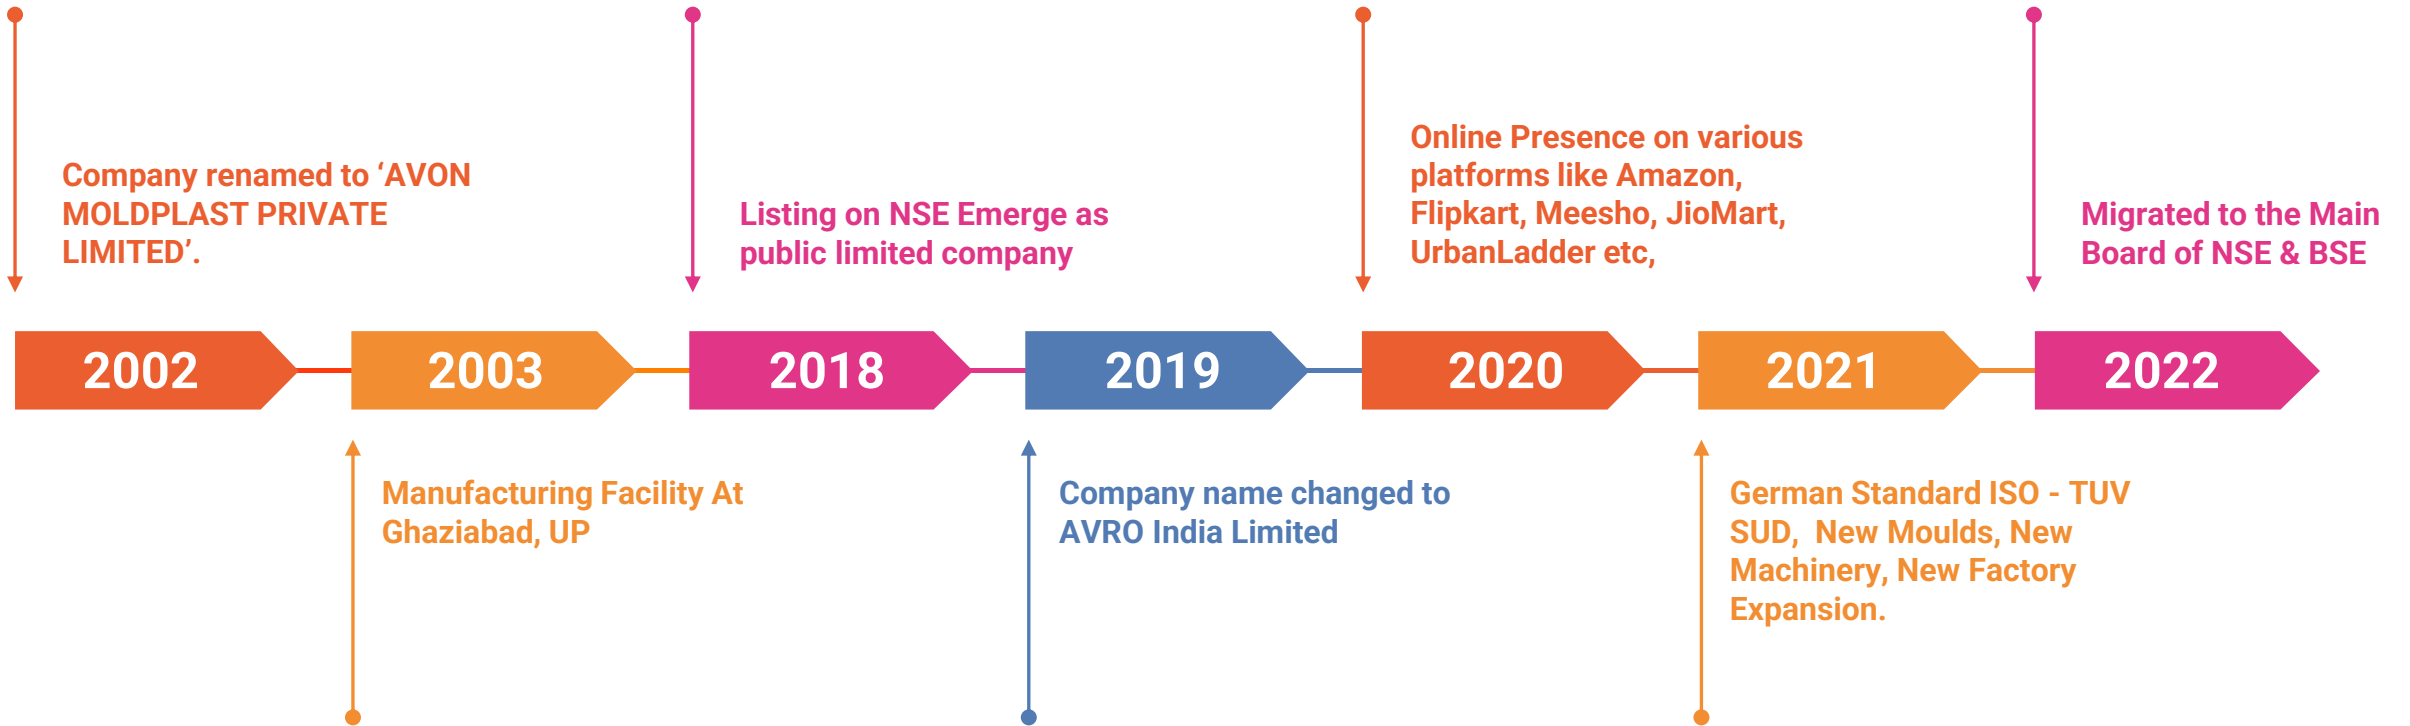 Company renamed to ‘AVON
MOLDPLAST PRIVATE
LIMITED’.
Listing on NSE Emerge as
public limited company
Online Presence on various
platforms like Amazon,
Flipkart, Meesho, JioMart,
UrbanLadder etc,
Migrated to the Main
Board of NSE & BSE
2002
2003
2018
2019
2020
2021
2022
Manufacturing Facility At
Ghaziabad, UP
Company name changed to
AVRO India Limited
German Standard ISO - TUV
SUD,  New Moulds, New
Machinery, New Factory
Expansion.